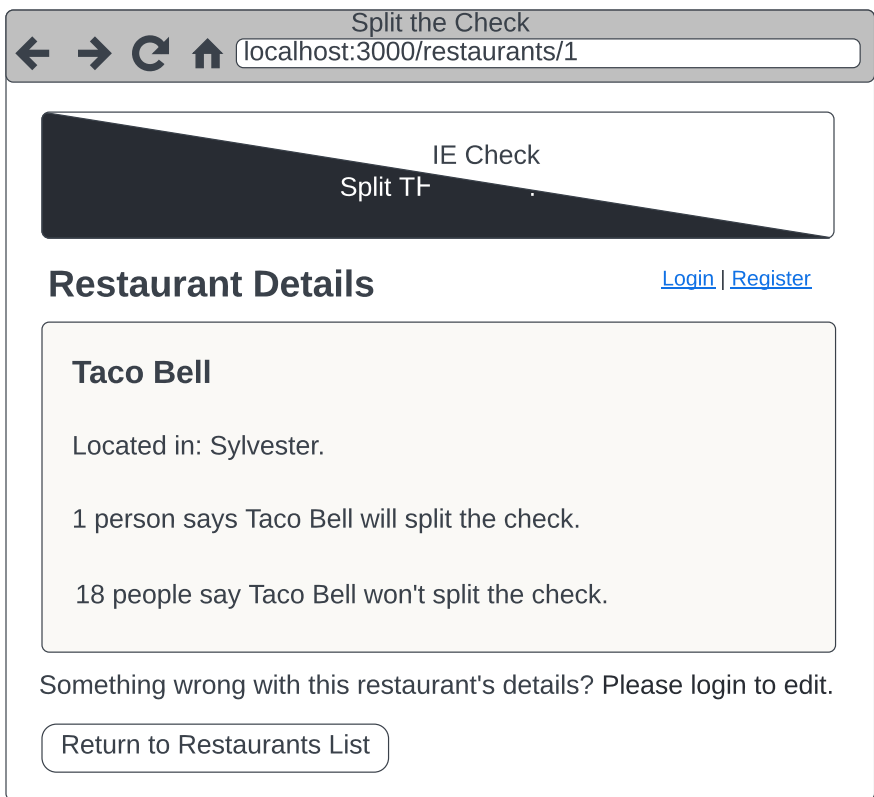 Split the Check
localhost:3000/restaurants/1
IE Check
Split TH
Restaurant Details
Login | Register
Taco Bell
Located in: Sylvester.
1 person says Taco Bell will split the check.
18 people say Taco Bell won't split the check.
Something wrong with this restaurant's details? Please login to edit.
Return to Restaurants List